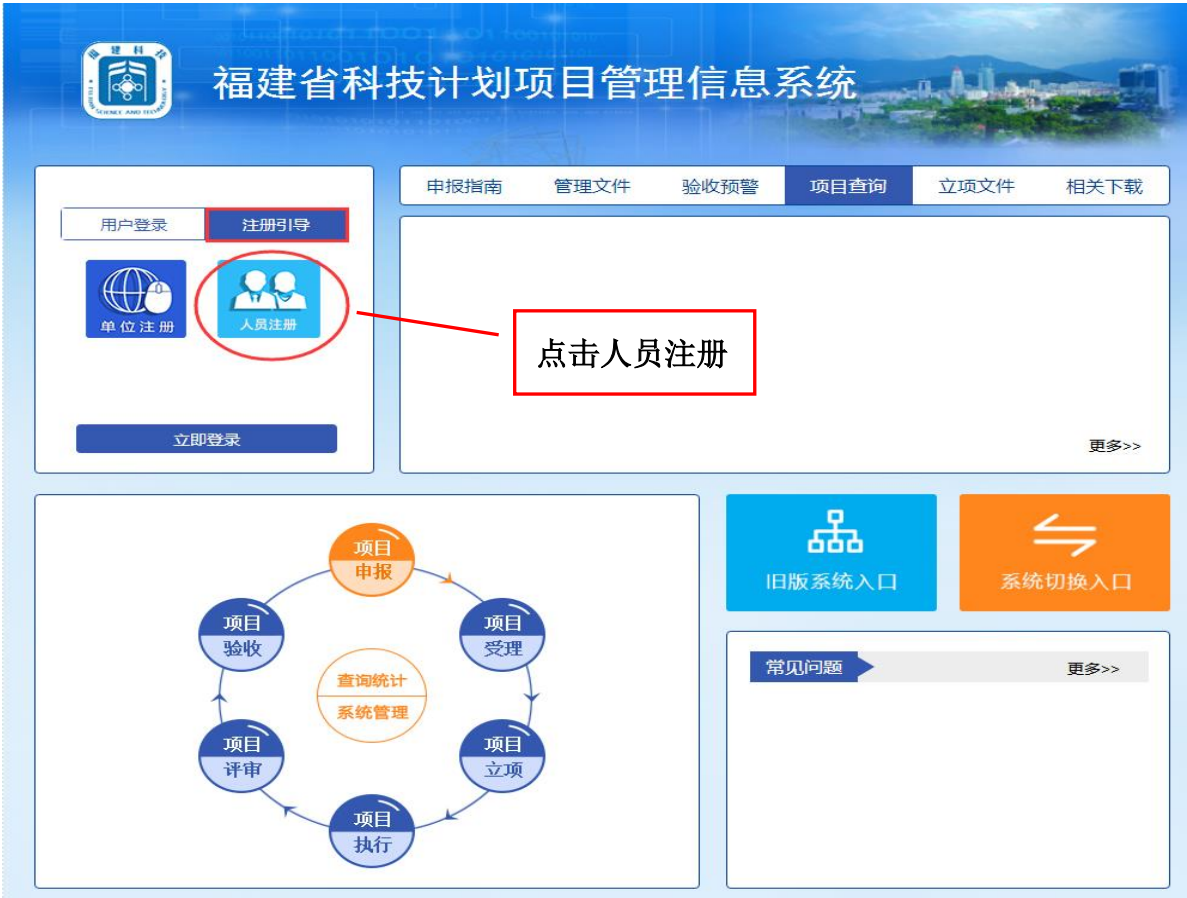 福建科技
福建省科技计划项目管理信息系统
申报指南 管理文件 验收预警 项目查询 立项文件 相关下载
用户登录 注册引导
单位注册 人员注册
点击人员注册
立即登录
更多>>
项目
申报
项目
受理
项目
立项
项目
执行
项目
评审
项目
验收
查询统计
系统管理
旧版系统入口
系统切换入口
常见问题 更多>>